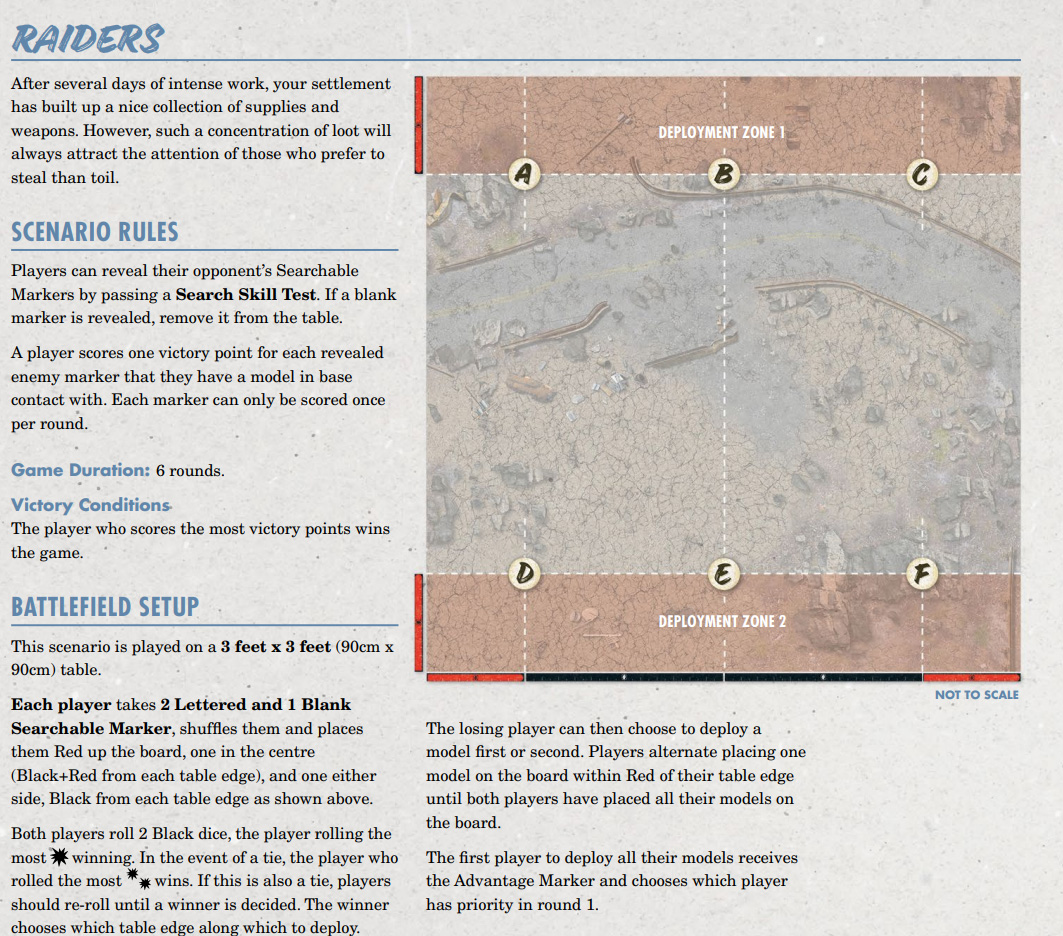 RAIDERS
After several days of intense work, your settlement
has built up a nice collection of supplies and
weapons. However, such a concentration of loot will
always attract the attention of those who prefer to
steal than toil.
SCENARIO RULES
Players can reveal their opponent's Searchable
Markers by passing a Search Skill Test. If a blank
marker is revealed, remove it from the table.
A player scores one victory point for each revealed
enemy marker that they have a model in base
contact with. Each marker can only be scored once
per round.
Game Duration: 6 rounds.
Victory Conditions
The player who scores the most victory points wins
the game.
BATTLEFIELD SETUP
This scenario is played on a 3 feet x 3 feet (90cm x
90cm) table.
Each player takes 2 Lettered and 1 Blank
Searchable Marker, shuffles them and places
them Red up the board, one in the centre
(Black+Red from each table edge), and one either
side, Black from each table edge as shown above.
Both players roll 2 Black dice, the player rolling the
most winning. In the event of a tie, the player who
rolled the most wins. If this is also a tie, players
should re-roll until a winner is decided. The winner
chooses which table edge along which to deploy.
DEPLOYMENT ZONE 1
A
B
C
D
E
F
DEPLOYMENT ZONE 2
NOT TO SCALE
The losing player can then choose to deploy a
model first or second. Players alternate placing one
model on the board within Red of their table edge
until both players have placed all their models on
the board.
The first player to deploy all their models receives
the Advantage Marker and chooses which player
has priority in round 1.